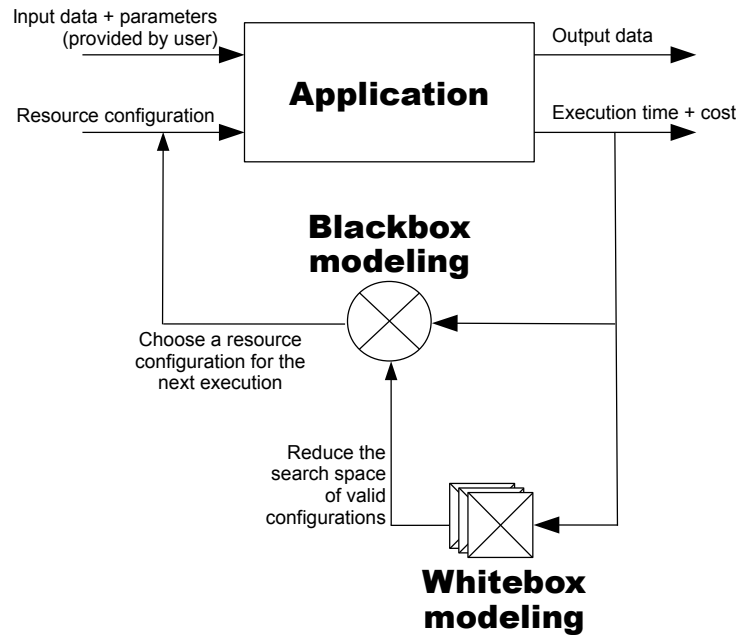 Input data + parameters
(provided by user)
Output data
Application
Resource configuration
Execution time + cost
Blackbox
modeling
Choose a resource
configuration for the
next execution
Reduce the
search space
of valid
configurations
Whitebox
modeling